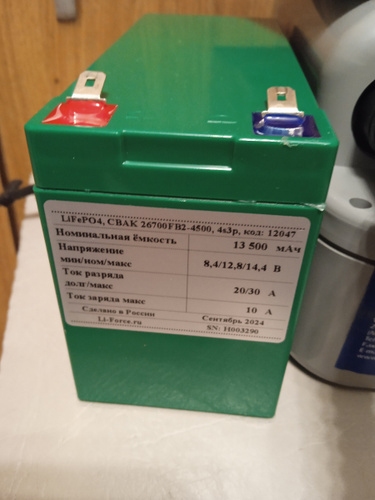 LiFePO4, CBAK 26700FB2-4500, 4s3p, код: 12047
Номинальная ёмкость 13 500 мАч
Напряжение
мин/ном/макс 8,4/12,8/14,4 В
Ток разряда
долг/макс 20/30 А
Ток заряда макс 10 А
Сделано в России Сентябрь 2024
Li-Force.ru SN: H003290